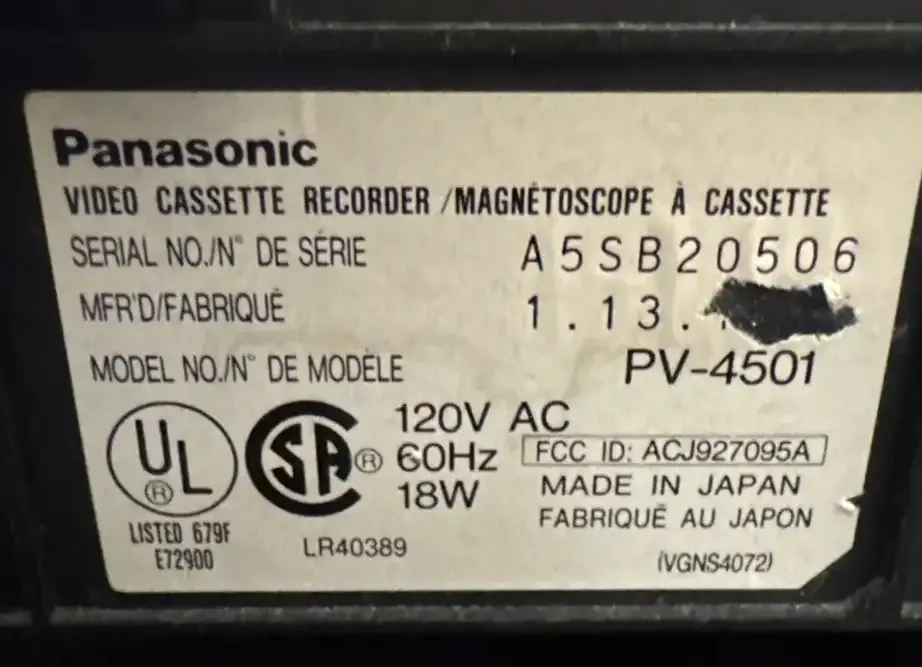 Panasonic
VIDEO CASSETTE RECORDER /MAGNÉTOSCOPE À CASSETTE
SERIAL NO./N° DE SÉRIE A5SB20506
MFR'D/FABRIQUÉ 1.13.
MODEL NO./N° DE MODÈLE PV-4501
UL ®
LISTED 679F
E72900
SA ®
LR40389
120V AC
60Hz
18W
FCC ID: ACJ927095A
MADE IN JAPAN
FABRIQUÉ AU JAPON
(VGNS4072)